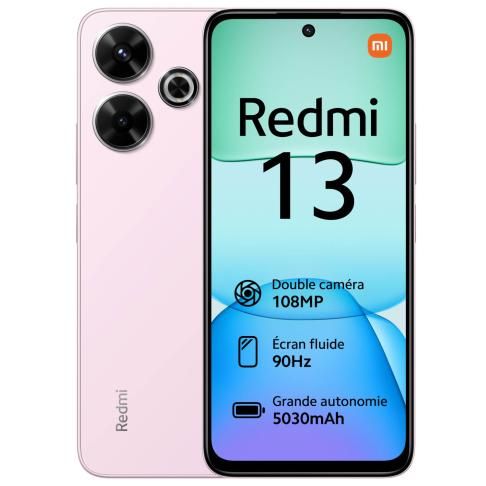 Redmi
13
Double caméra
108MP
Écran fluide
90Hz
Grande autonomie
5030mAh
Redmi
mi